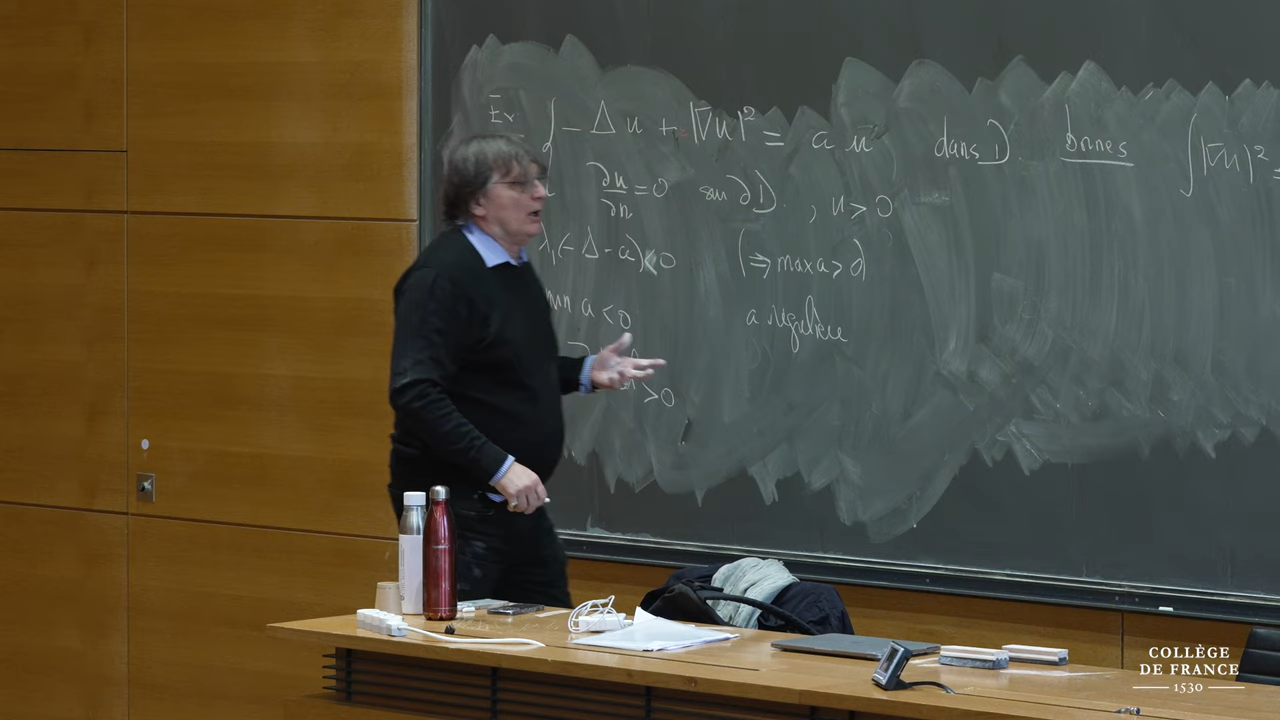 Ex. { -Δu + |∇u|² = a u dans D. bornes ∫|∇u|² =
∂u/∂n = 0 sur ∂D. , u > 0
λ₁(-Δ-a)<0 (⇒ max a > 0)
min a < 0 a régulière
>0
COLLÈGE
DE FRANCE
1530